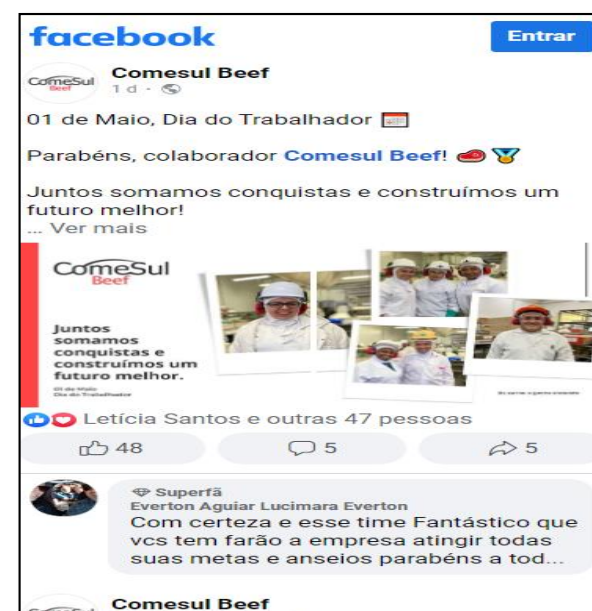 facebook
Entrar
ComeSul
Beef
Comesul Beef
1 d ·
01 de Maio, Dia do Trabalhador
Parabéns, colaborador Comesul Beef!
Juntos somamos conquistas e construímos um
futuro melhor!
... Ver mais
ComeSul
Beef
Juntos
somamos
conquistas e
construímos um
futuro melhor.
01 de Maio
Dia do Trabalhador
Letícia Santos e outras 47 pessoas
48
5
5
Superfã
Everton Aguiar Lucimara Everton
Com certeza e esse time Fantástico que
vcs tem farão a empresa atingir todas
suas metas e anseios parabéns a tod...
Comesul Beef